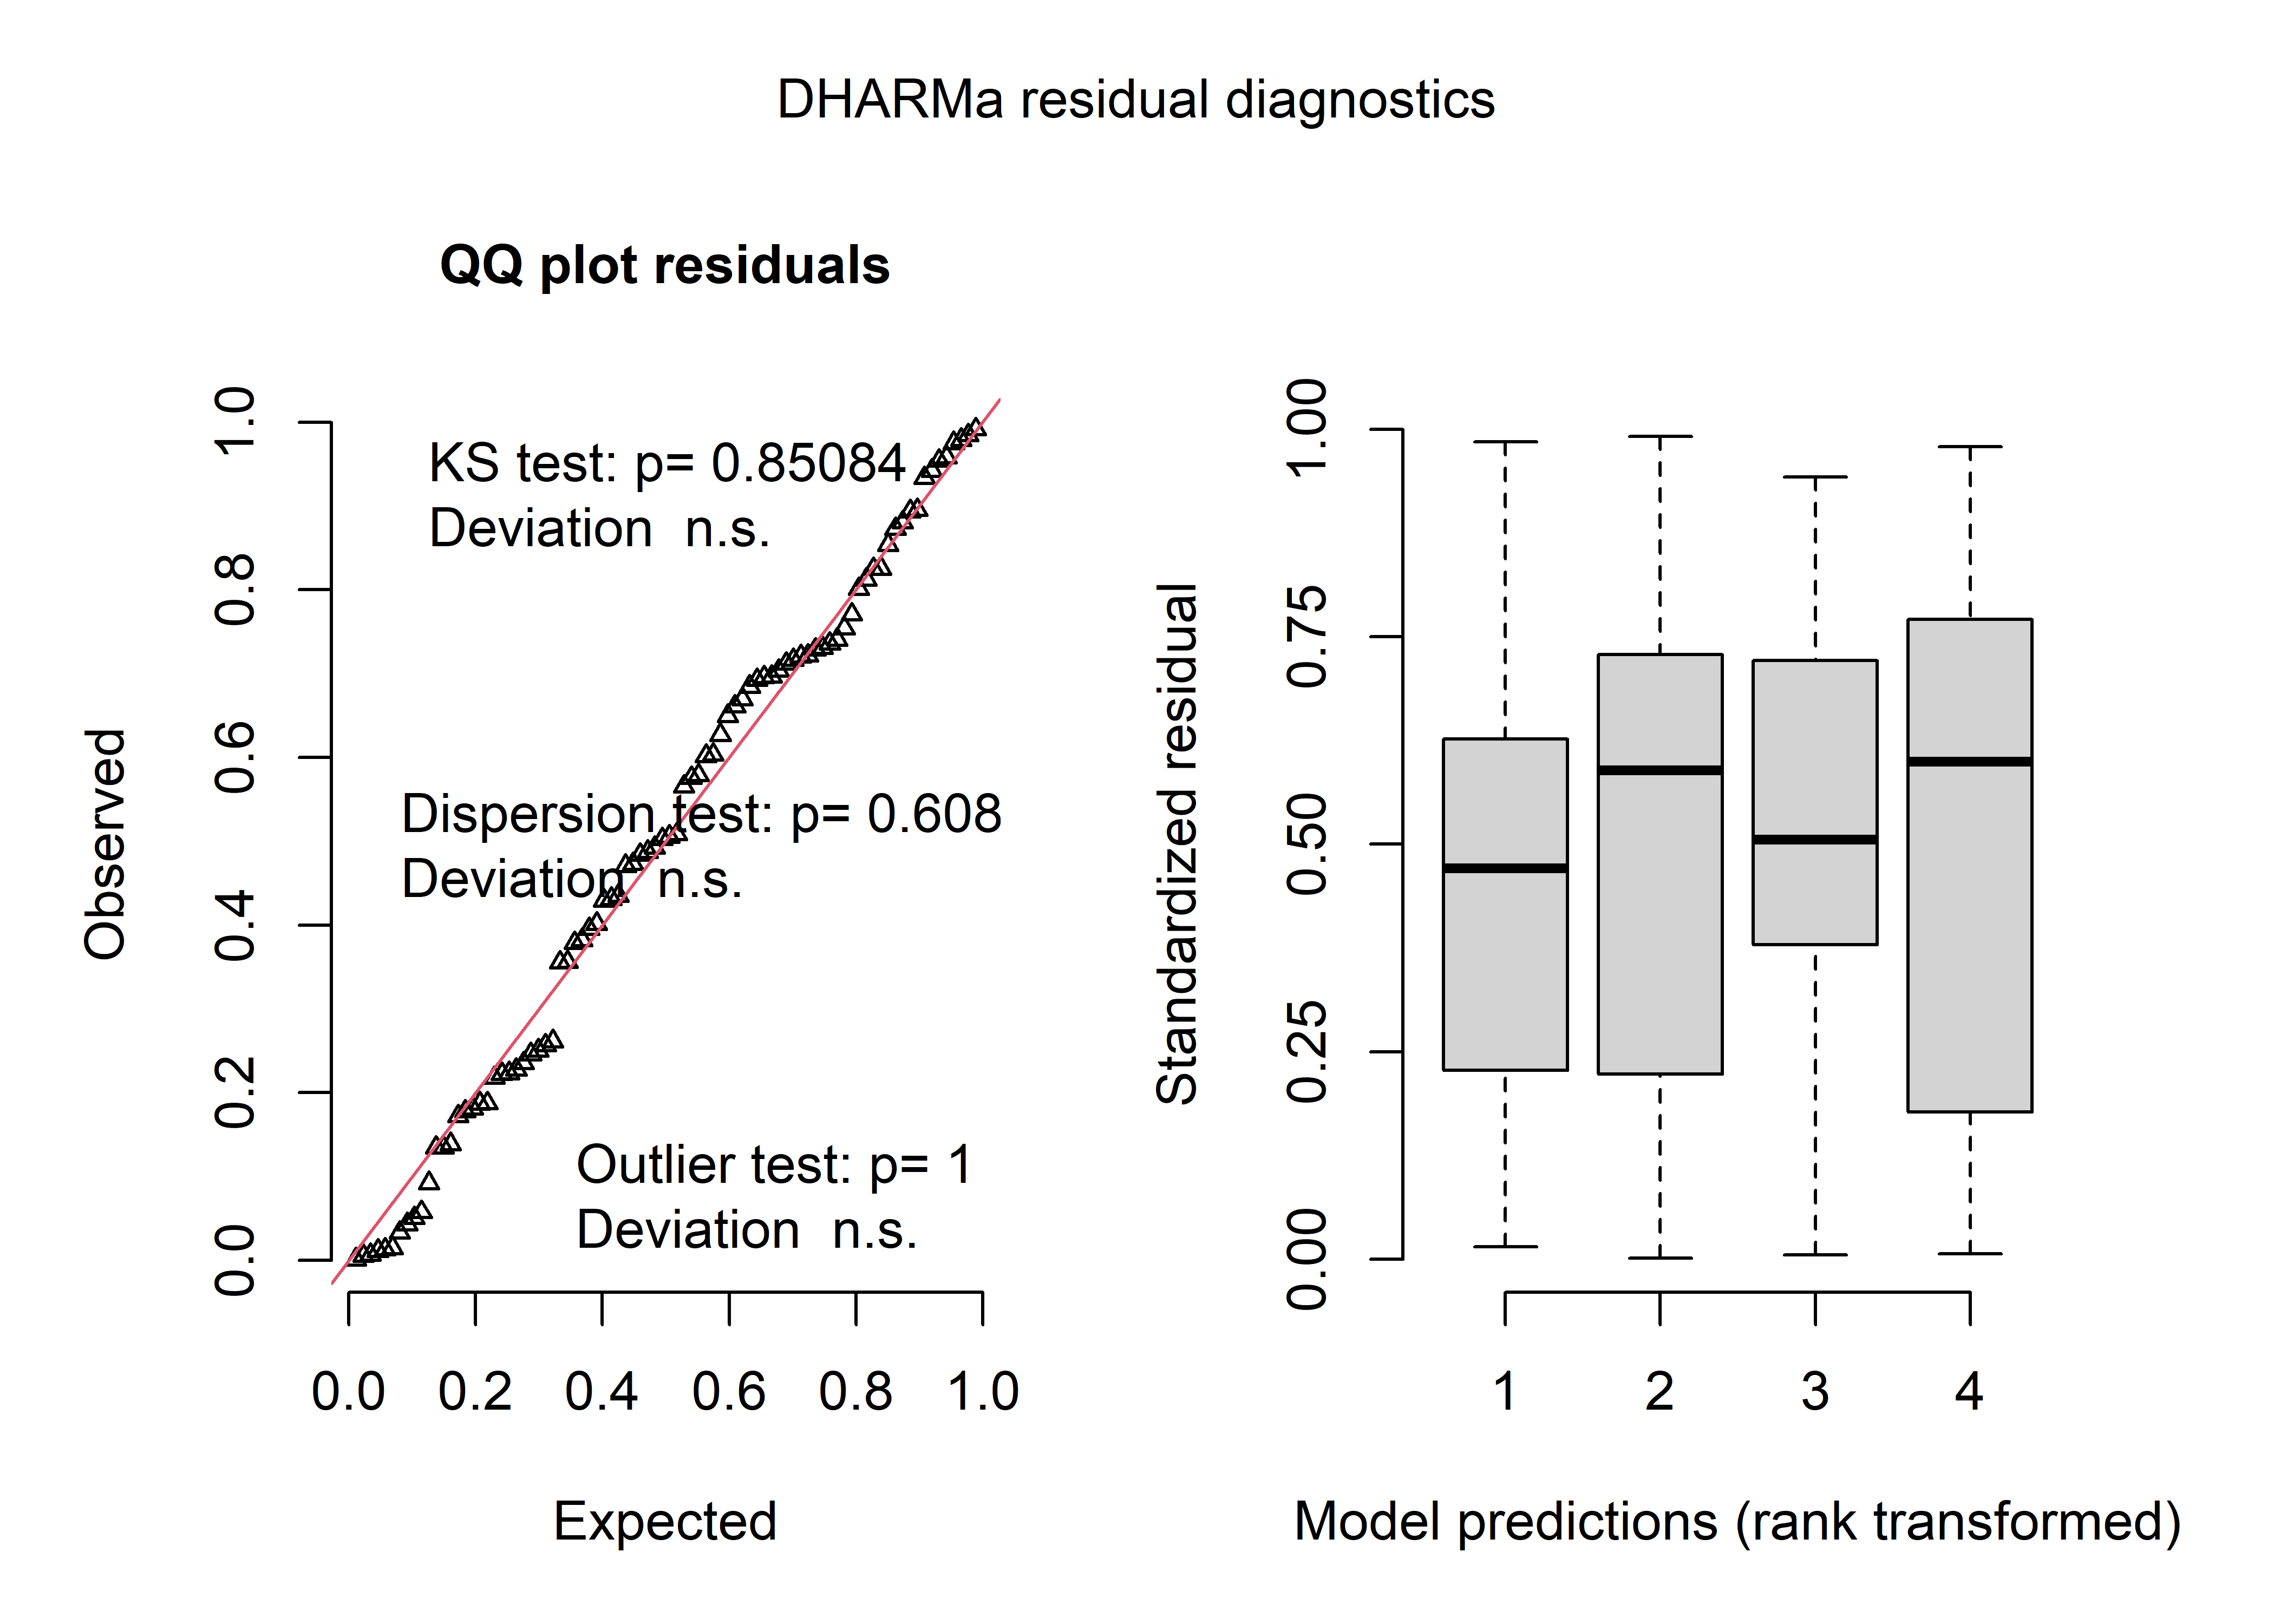 DHARMa residual diagnostics
QQ plot residuals
KS test: p= 0.85084
Deviation  n.s.
Dispersion test: p= 0.608
Deviation  n.s.
Outlier test: p= 1
Deviation  n.s.
Observed
0.0
0.2
0.4
0.6
0.8
1.0
0.0 0.2 0.4 0.6 0.8 1.0
Expected
Standardized residual
0.00
0.25
0.50
0.75
1.00
1 2 3 4
Model predictions (rank transformed)